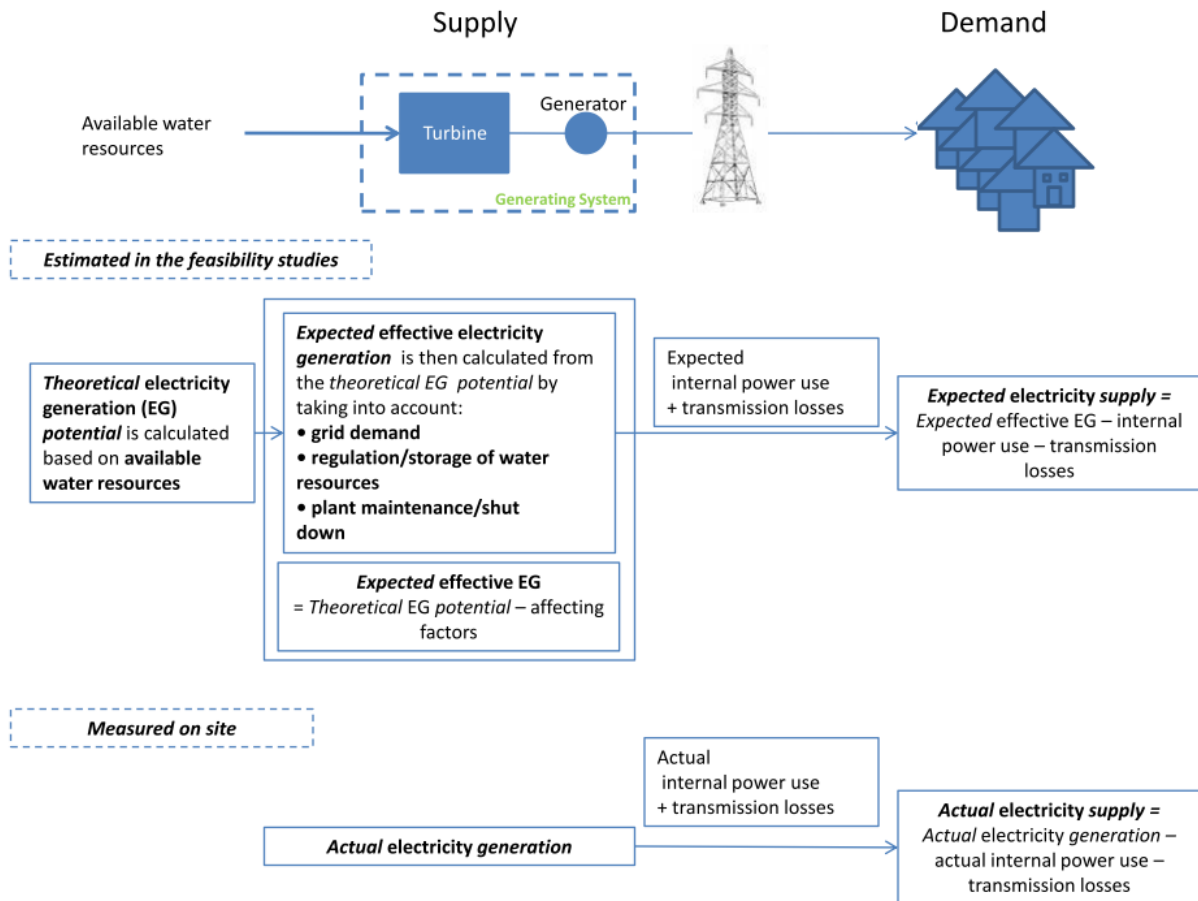 Supply
Demand
Available water
resources
Turbine
Generator
Generating System
Estimated in the feasibility studies
Theoretical electricity
generation (EG)
potential is calculated
based on available
water resources
Expected effective electricity
generation is then calculated from
the theoretical EG potential by
taking into account:
• grid demand
• regulation/storage of water
resources
• plant maintenance/shut
down
Expected effective EG
= Theoretical EG potential – affecting
factors
Expected
internal power use
+ transmission losses
Expected electricity supply =
Expected effective EG – internal
power use – transmission
losses
Measured on site
Actual electricity generation
Actual
internal power use
+ transmission losses
Actual electricity supply =
Actual electricity generation –
actual internal power use –
transmission losses